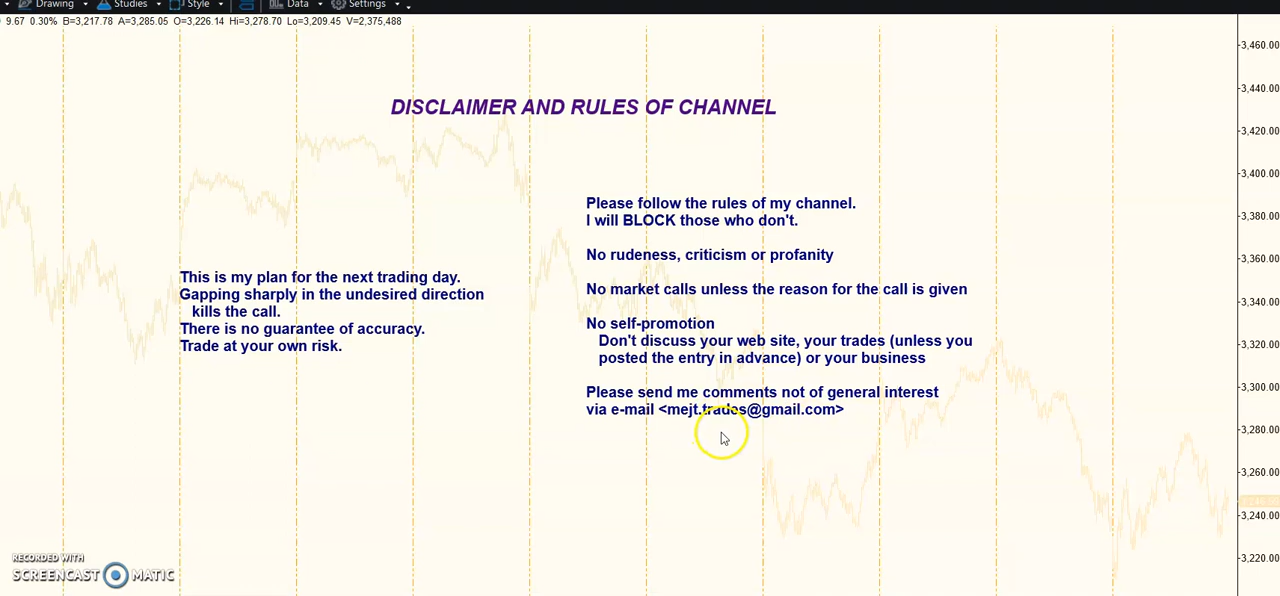 Drawing Studies Style Data Settings
9.67 0.30% B=3,217.78 A=3,285.05 O=3,226.14 Hi=3,278.70 Lo=3,209.45 V=2,375,488
3,460.00
DISCLAIMER AND RULES OF CHANNEL
3,440.00
3,420.00
3,400.00
Please follow the rules of my channel.
I will BLOCK those who don't.
3,380.00
No rudeness, criticism or profanity
3,360.00
This is my plan for the next trading day.
Gapping sharply in the undesired direction
kills the call.
There is no guarantee of accuracy.
Trade at your own risk.
No market calls unless the reason for the call is given
3,340.00
No self-promotion
Don't discuss your web site, your trades (unless you
posted the entry in advance) or your business
3,320.00
3,300.00
Please send me comments not of general interest
via e-mail <mejt.trades@gmail.com>
3,280.00
3,260.00
3,240.00
3,220.00
RECORDED WITH
SCREENCAST MATIC